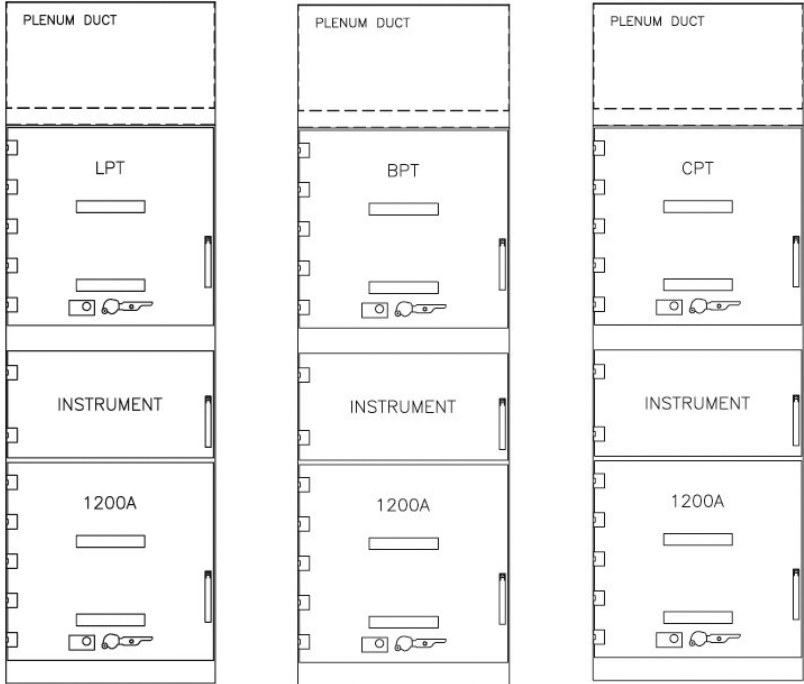 PLENUM DUCT
LPT
INSTRUMENT
1200A
PLENUM DUCT
BPT
INSTRUMENT
1200A
PLENUM DUCT
CPT
INSTRUMENT
1200A